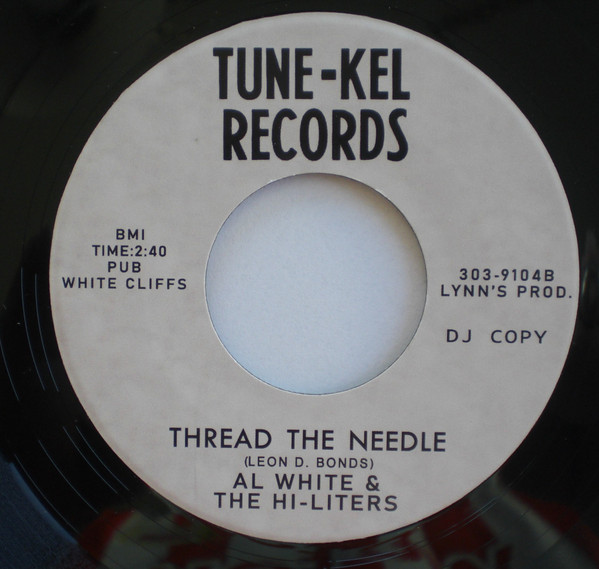 TUNE-KEL
RECORDS
BMI
TIME:2:40
PUB
WHITE CLIFFS
303-9104B
LYNN'S PROD.
DJ COPY
THREAD THE NEEDLE
(LEON D. BONDS)
AL WHITE &
THE HI-LITERS